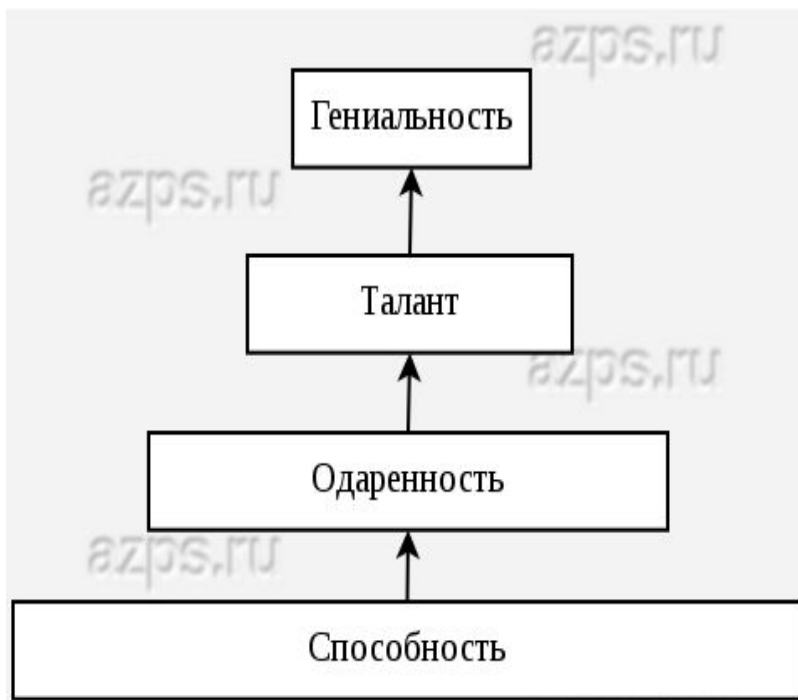 azps.ru
Гениальность
azps.ru
Талант
azps.ru
Одаренность
azps.ru
Способность